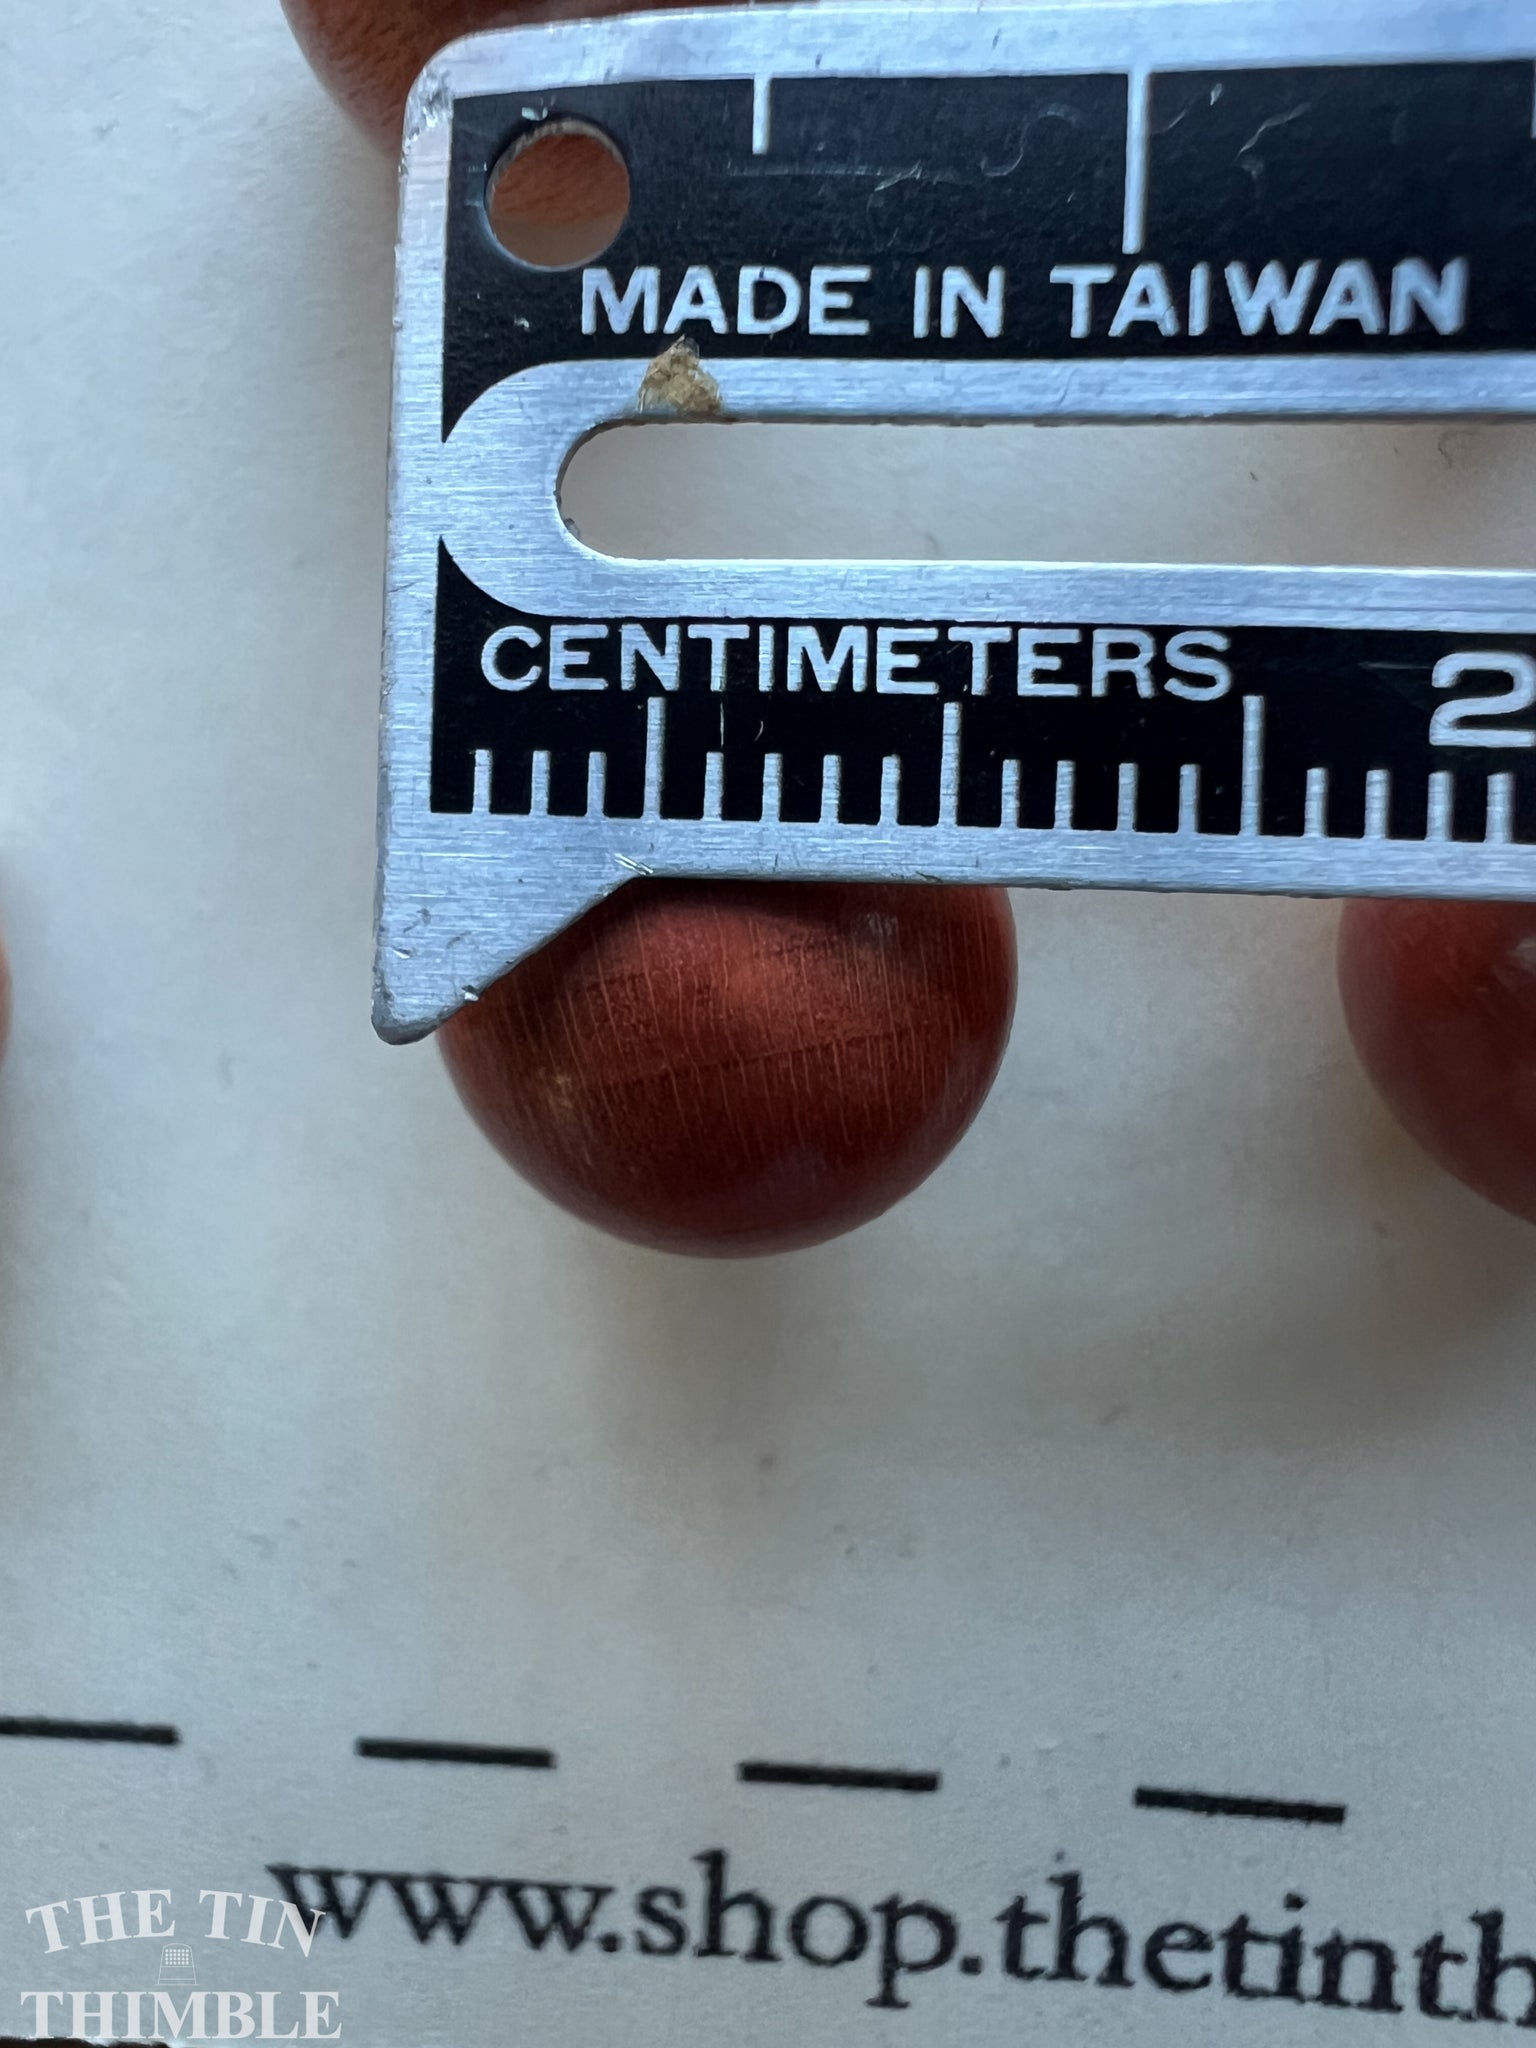 MADE IN TAIWAN
CENTIMETERS
2
www.shop.thetinth
THE TIN
THIMBLE